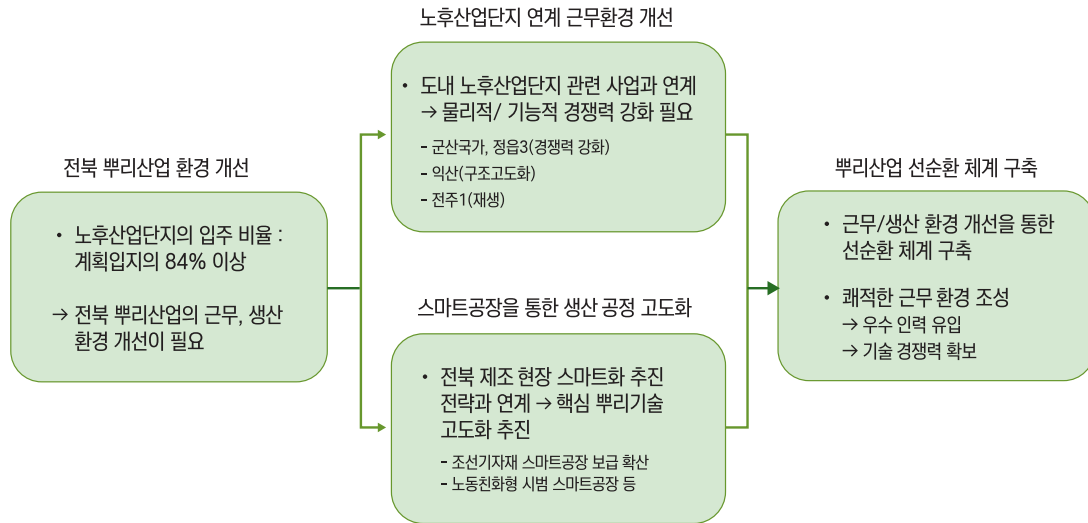 전북 뿌리산업 환경 개선
• 노후산업단지의 입주 비율 :
계획입지의 84% 이상
→ 전북 뿌리산업의 근무, 생산
환경 개선이 필요
노후산업단지 연계 근무환경 개선
• 도내 노후산업단지 관련 사업과 연계
→ 물리적/ 기능적 경쟁력 강화 필요
- 군산국가, 정읍3(경쟁력 강화)
- 익산(구조고도화)
- 전주1(재생)
스마트공장을 통한 생산 공정 고도화
• 전북 제조 현장 스마트화 추진
전략과 연계 → 핵심 뿌리기술
고도화 추진
- 조선기자재 스마트공장 보급 확산
- 노동친화형 시범 스마트공장 등
뿌리산업 선순환 체계 구축
• 근무/생산 환경 개선을 통한
선순환 체계 구축
• 쾌적한 근무 환경 조성
→ 우수 인력 유입
→ 기술 경쟁력 확보